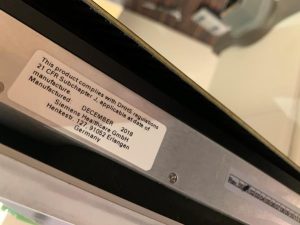 This product complies with DHHS regulations
21 CFR Subchapter J, applicable at date of
manufacture.
Manufactured: DECEMBER 2018
Siemens Healthcare GmbH
Henkestr. 127, 91052 Erlangen
Germany